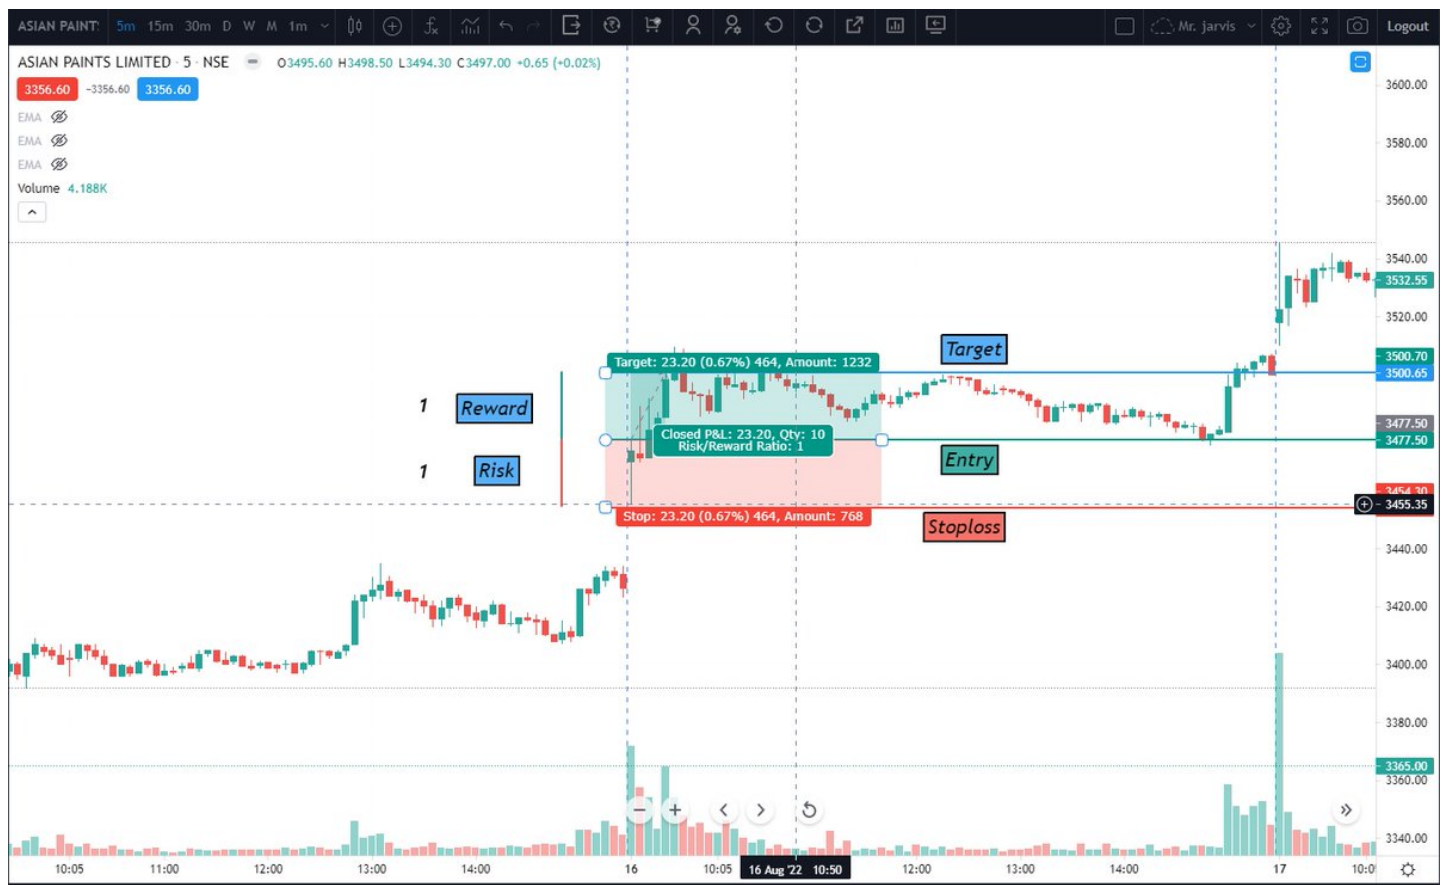 ASIAN PAINT: 5m 15m 30m D W M 1m Mr. jarvis Logout
ASIAN PAINTS LIMITED · 5 · NSE O3495.60 H3498.50 L3494.30 C3497.00 +0.65 (+0.02%)
3356.60 −3356.60 3356.60
EMA
EMA
EMA
Volume 4.188K
3600.00
3580.00
3560.00
3540.00
3532.55
3520.00
3500.70
3500.65
3477.50
3477.50
3454.30
3455.35
3440.00
3420.00
3400.00
3380.00
3365.00
3360.00
3340.00
Target
Target: 23.20 (0.67%) 464, Amount: 1232
1 Reward
Closed P&L: 23.20, Qty: 10
Risk/Reward Ratio: 1
Entry
1 Risk
Stop: 23.20 (0.67%) 464, Amount: 768
Stoploss
10:05 11:00 12:00 13:00 14:00 16 10:05 16 Aug '22 10:50 12:00 13:00 14:00 17